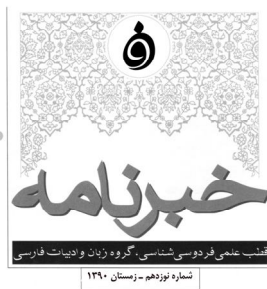 خبرنامه
قطب علمی فردوسی‌شناسی، گروه زبان و ادبیات فارسی
شماره نوزدهم ـ زمستان ۱۳۹۰